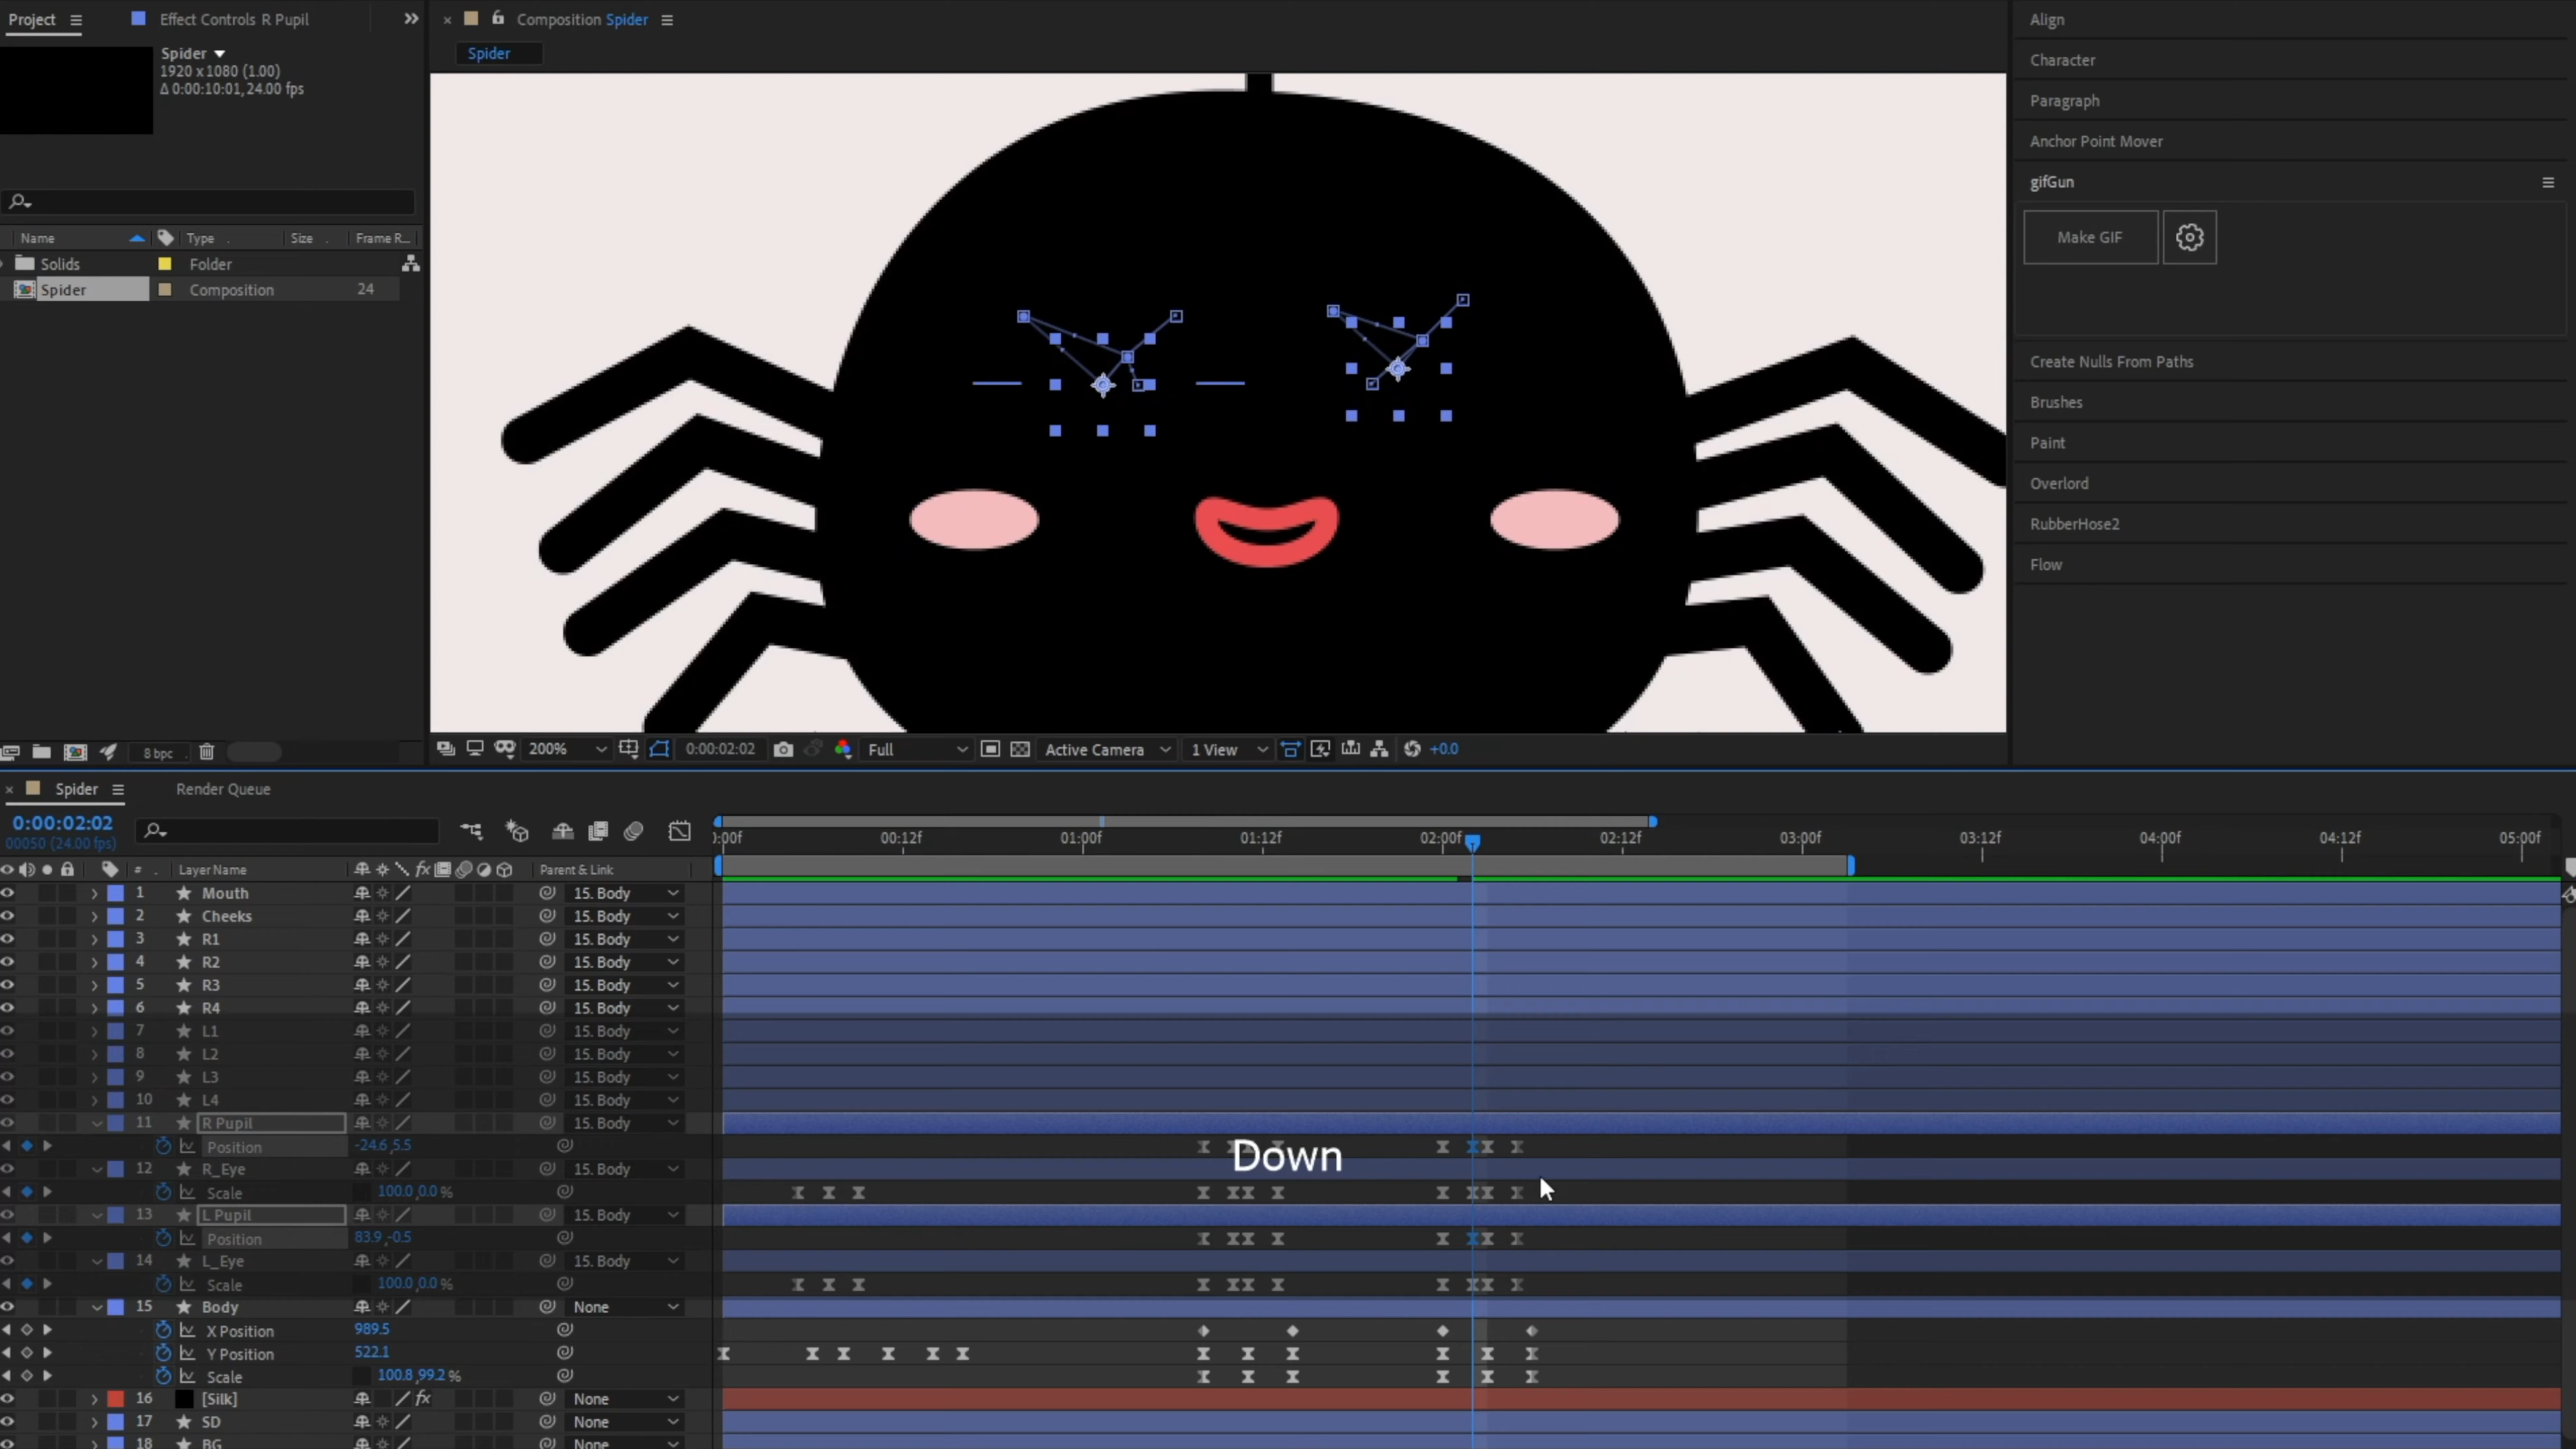 Project
Effect Controls R Pupil
Composition Spider
Align
Spider
1920 x 1080 (1.00)
Δ 0:00:10:01, 24.00 fps
Spider
Character
Paragraph
Anchor Point Mover
gifGun
Make GIF
Name Type Size Frame R...
Solids Folder
Spider Composition 24
Create Nulls From Paths
Brushes
Paint
Overlord
RubberHose2
Flow
8 bpc
200% 0:00:02:02 Full Active Camera 1 View +0.0
Spider Render Queue
0:00:02:02
00050 (24.00 fps)
:00f 00:12f 01:00f 01:12f 02:00f 02:12f 03:00f 03:12f 04:00f 04:12f 05:00f
# Layer Name fx Parent & Link
1 Mouth 15. Body
2 Cheeks 15. Body
3 R1 15. Body
4 R2 15. Body
5 R3 15. Body
6 R4 15. Body
7 L1 15. Body
8 L2 15. Body
9 L3 15. Body
10 L4 15. Body
11 R Pupil 15. Body
Position -24.6,5.5
Down
12 R_Eye 15. Body
Scale 100.0,0.0 %
13 L Pupil 15. Body
Position 83.9,-0.5
14 L_Eye 15. Body
Scale 100.0,0.0 %
15 Body None
X Position 989.5
Y Position 522.1
Scale 100.8,99.2 %
16 [Silk] fx None
17 SD None
18 BG None